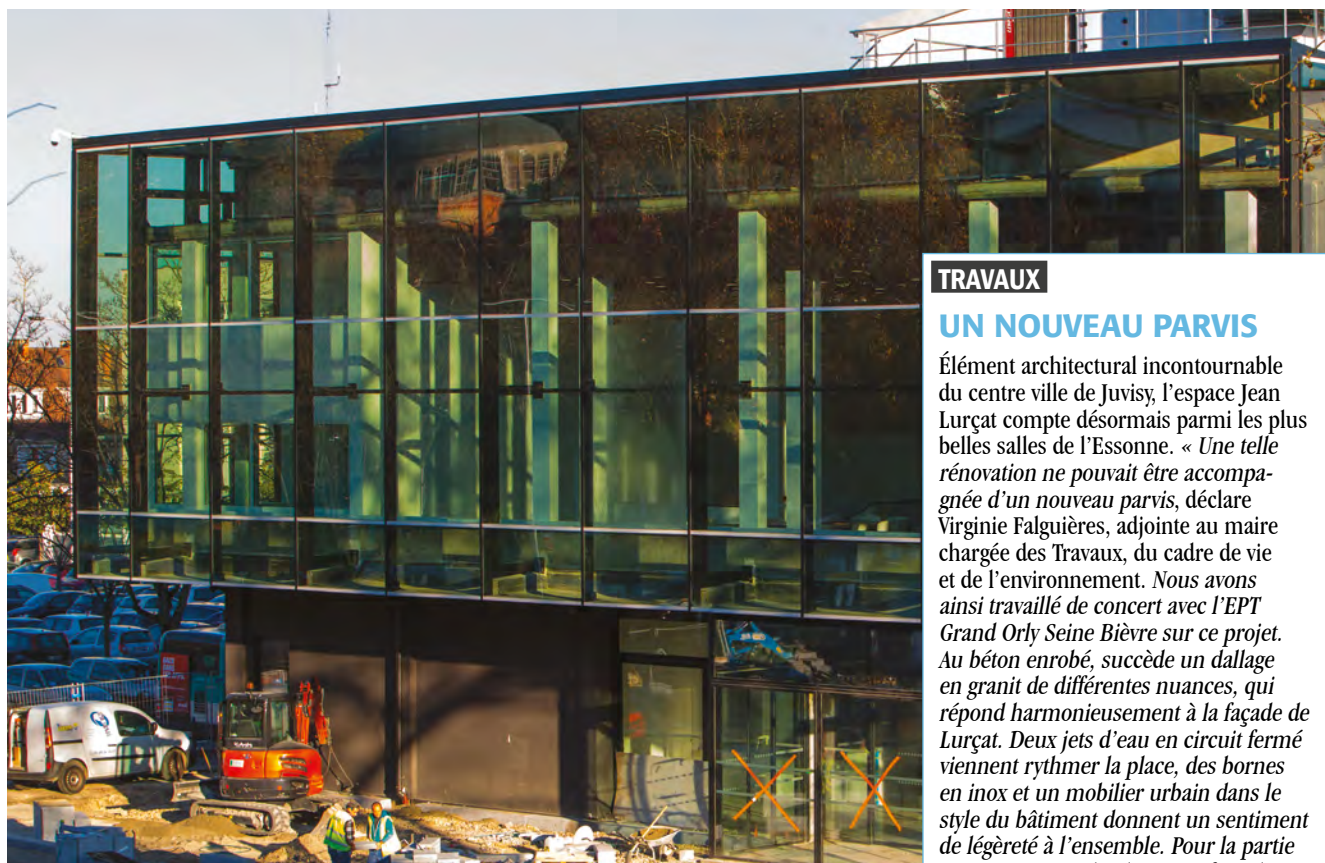 TRAVAUX
UN NOUVEAU PARVIS
Élément architectural incontournable
du centre ville de Juvisy, l'espace Jean
Lurçat compte désormais parmi les plus
belles salles de l'Essonne. « Une telle
rénovation ne pouvait être accompa-
gnée d'un nouveau parvis, déclare
Virginie Falguières, adjointe au maire
chargée des Travaux, du cadre de vie
et de l'environnement. Nous avons
ainsi travaillé de concert avec l'EPT
Grand Orly Seine Bièvre sur ce projet.
Au béton enrobé, succède un dallage
en granit de différentes nuances, qui
répond harmonieusement à la façade de
Lurçat. Deux jets d'eau en circuit fermé
viennent rythmer la place, des bornes
en inox et un mobilier urbain dans le
style du bâtiment donnent un sentiment
de légèreté à l'ensemble. Pour la partie